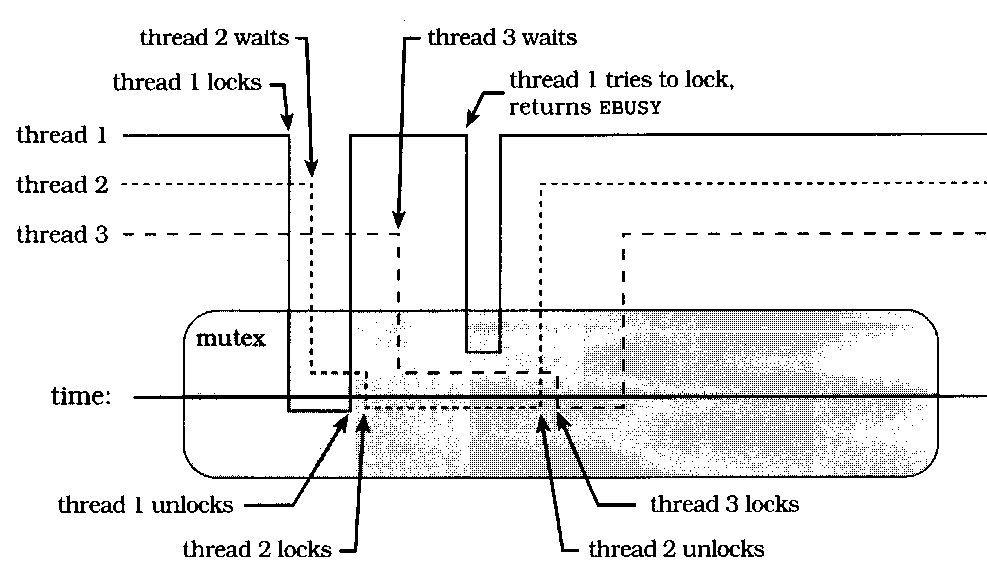 thread 2 waits
thread 3 waits
thread 1 locks
thread 1 tries to lock,
returns EBUSY
thread 1
thread 2
thread 3
mutex
time:
thread 1 unlocks
thread 3 locks
thread 2 locks
thread 2 unlocks